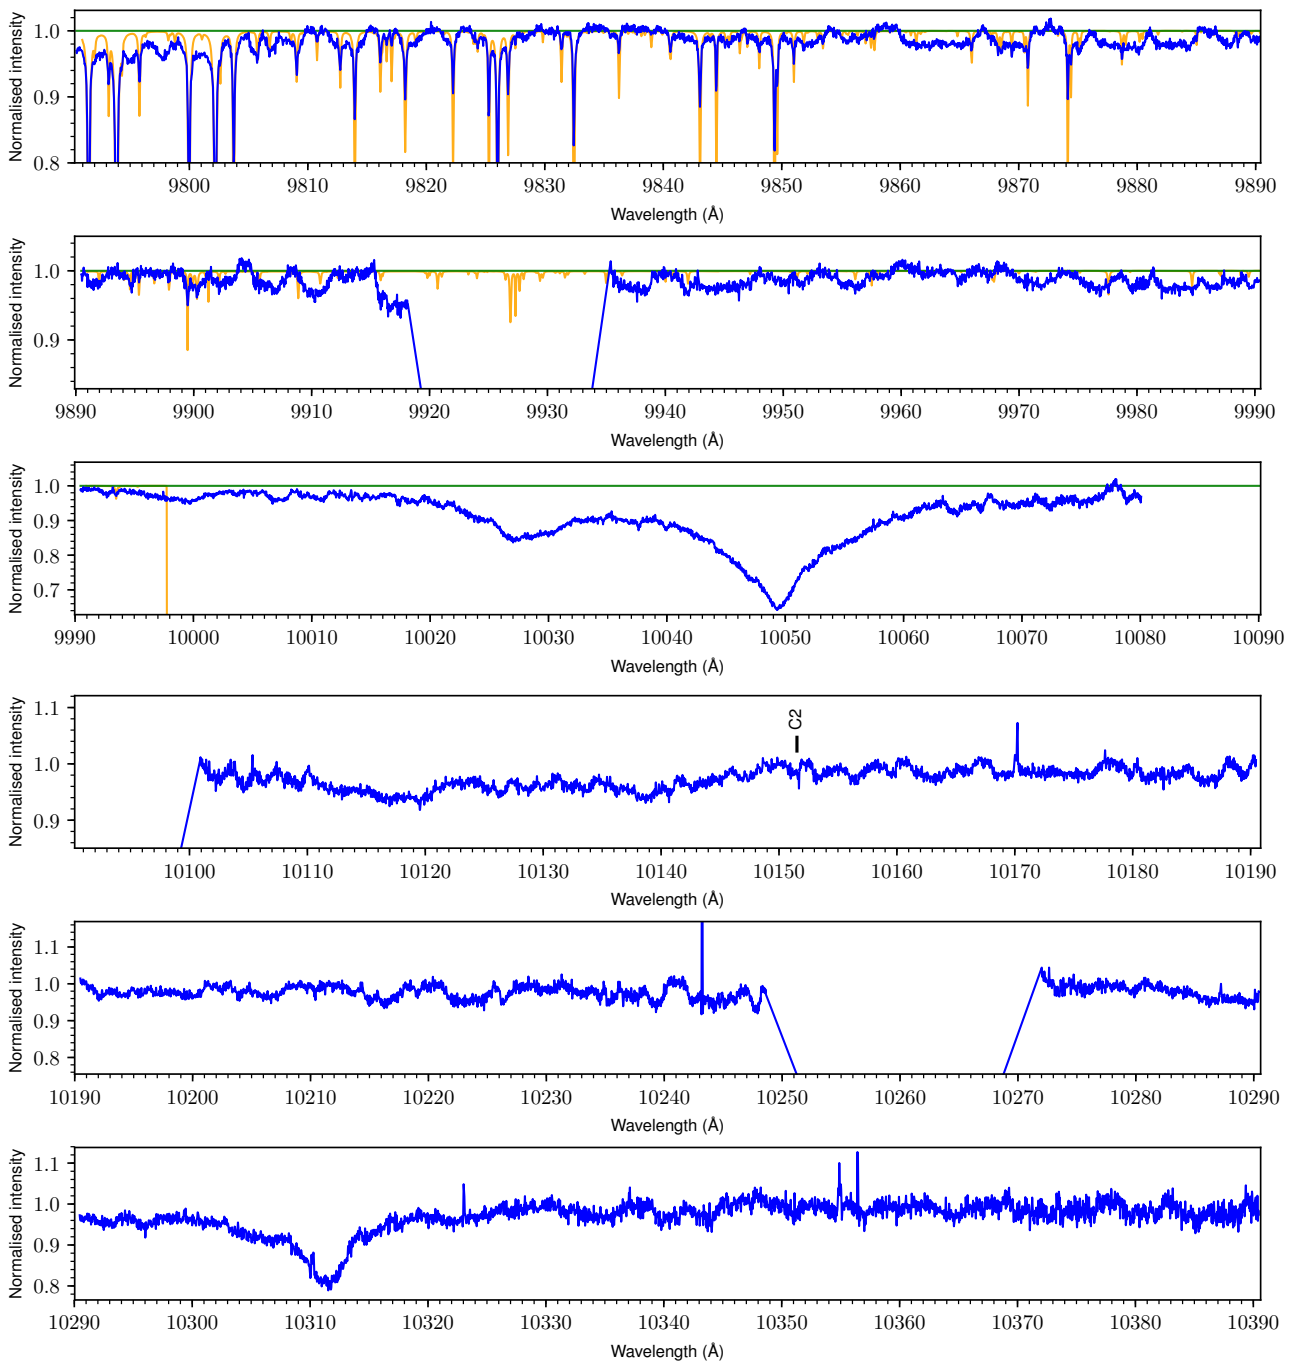 Normalised intensity
1.0
0.9
0.8
9800 9810 9820 9830 9840 9850 9860 9870 9880 9890
Wavelength (Å)
Normalised intensity
1.0
0.9
9890 9900 9910 9920 9930 9940 9950 9960 9970 9980 9990
Wavelength (Å)
Normalised intensity
1.0
0.9
0.8
0.7
9990 10000 10010 10020 10030 10040 10050 10060 10070 10080 10090
Wavelength (Å)
Normalised intensity
1.1
1.0
0.9
C2
10100 10110 10120 10130 10140 10150 10160 10170 10180 10190
Wavelength (Å)
Normalised intensity
1.1
1.0
0.9
0.8
10190 10200 10210 10220 10230 10240 10250 10260 10270 10280 10290
Wavelength (Å)
Normalised intensity
1.1
1.0
0.9
0.8
10290 10300 10310 10320 10330 10340 10350 10360 10370 10380 10390
Wavelength (Å)